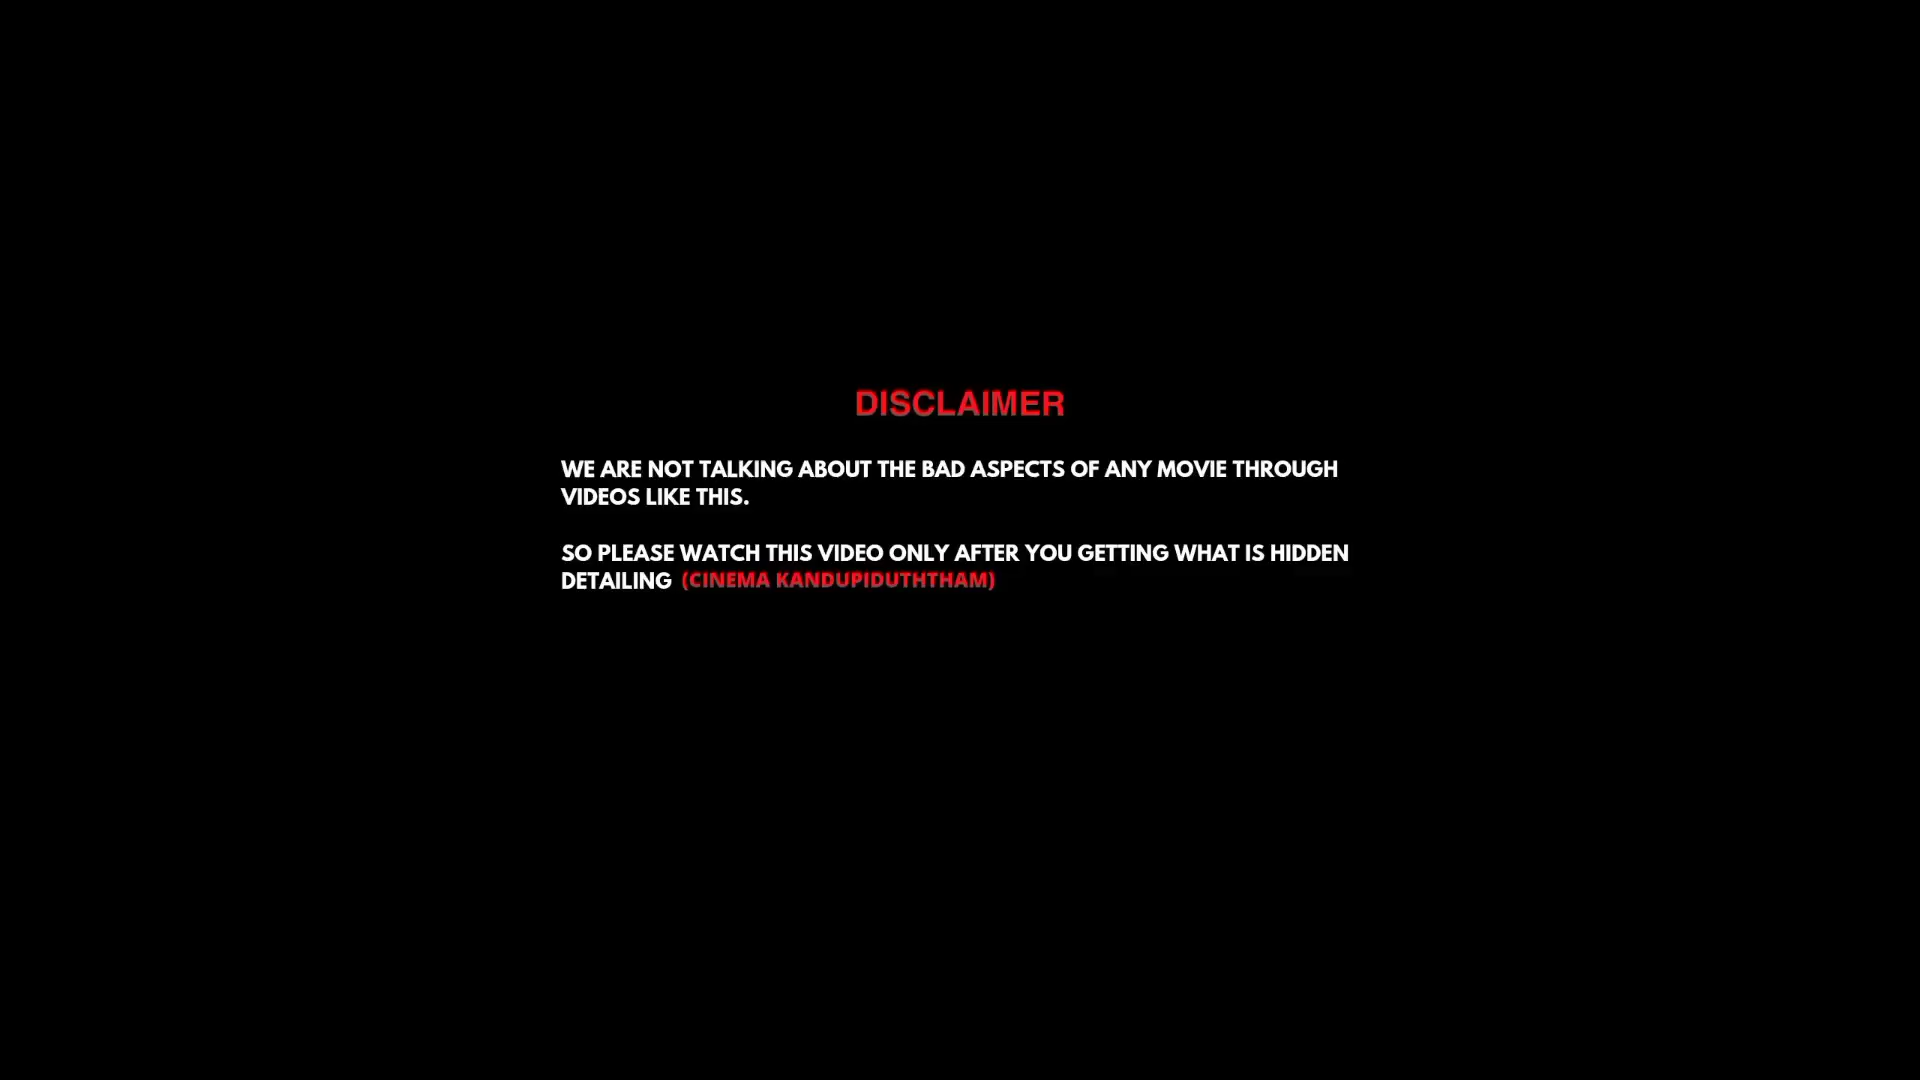 DISCLAIMER
WE ARE NOT TALKING ABOUT THE BAD ASPECTS OF ANY MOVIE THROUGH
VIDEOS LIKE THIS.
SO PLEASE WATCH THIS VIDEO ONLY AFTER YOU GETTING WHAT IS HIDDEN
DETAILING (CINEMA KANDUPIDUTHTHAM)